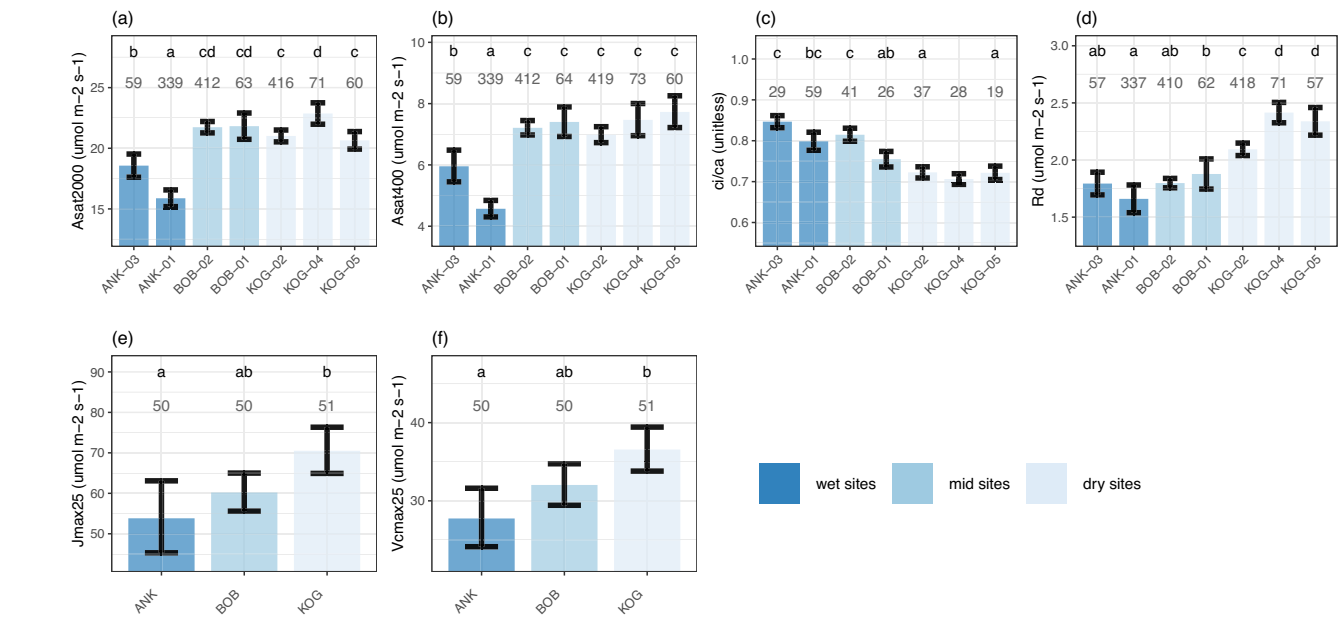 (a)
Asat2000 (umol m−2 s−1)
25
20
15
b a cd cd c d c
59 339 412 63 416 71 60
ANK−03 ANK−01 BOB−02 BOB−01 KOG−02 KOG−04 KOG−05
(b)
Asat400 (umol m−2 s−1)
10
8
6
4
b a c c c c c
59 339 412 64 419 73 60
ANK−03 ANK−01 BOB−02 BOB−01 KOG−02 KOG−04 KOG−05
(c)
ci/ca (unitless)
1.0
0.9
0.8
0.7
0.6
c bc c ab a a
29 59 41 26 37 28 19
ANK−03 ANK−01 BOB−02 BOB−01 KOG−02 KOG−04 KOG−05
(d)
Rd (umol m−2 s−1)
3.0
2.5
2.0
1.5
ab a ab b c d d
57 337 410 62 418 71 57
ANK−03 ANK−01 BOB−02 BOB−01 KOG−02 KOG−04 KOG−05
(e)
Jmax25 (umol m−2 s−1)
90
80
70
60
50
a ab b
50 50 51
ANK BOB KOG
(f)
Vcmax25 (umol m−2 s−1)
40
30
a ab b
50 50 51
ANK BOB KOG
wet sites mid sites dry sites